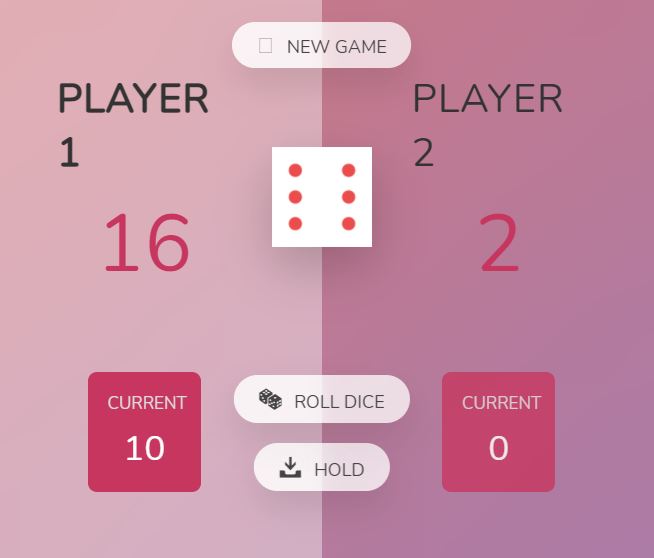 NEW GAME
PLAYER
1
16
CURRENT
10
PLAYER
2
2
CURRENT
0
ROLL DICE
HOLD